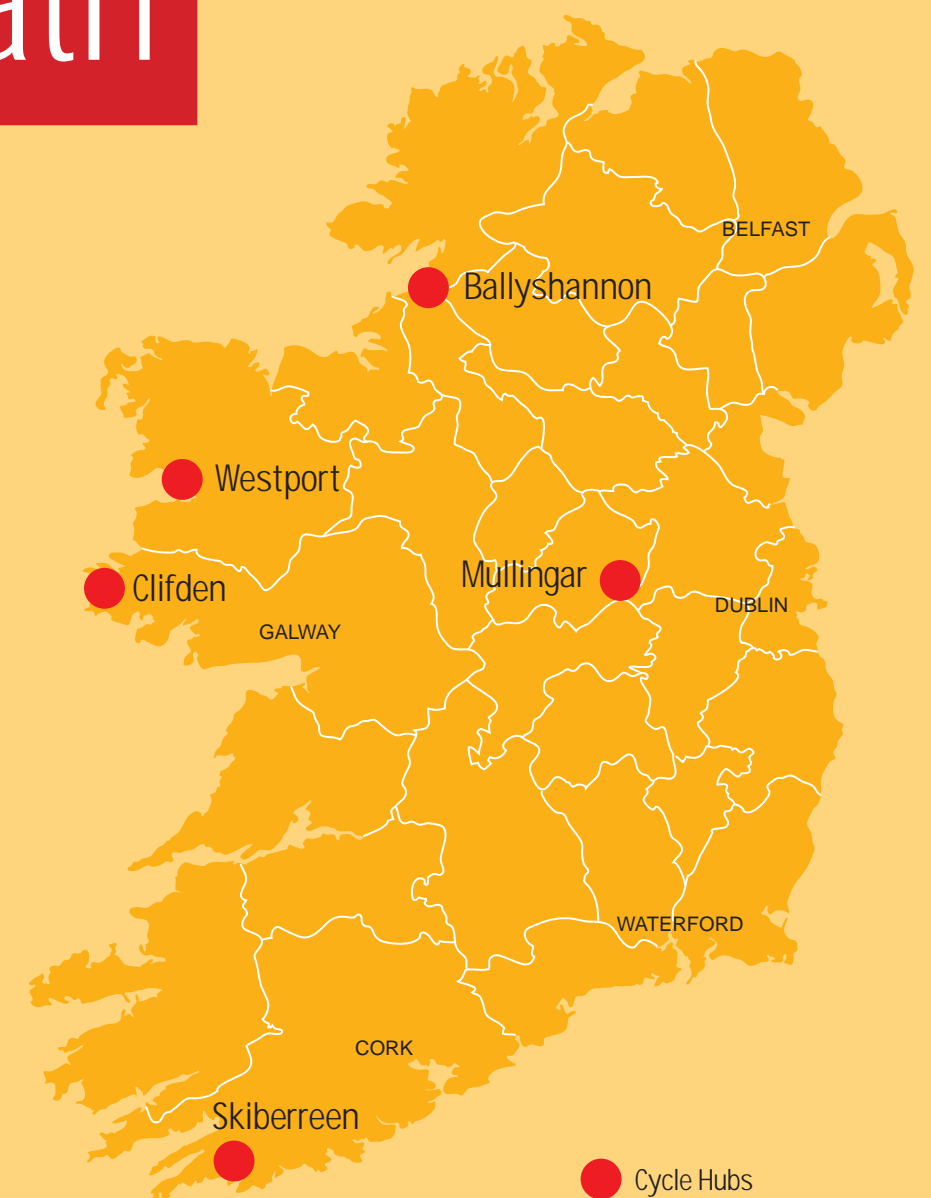 BELFAST
Ballyshannon
Westport
Mullingar
Clifden
DUBLIN
GALWAY
WATERFORD
CORK
Skiberreen
Cycle Hubs